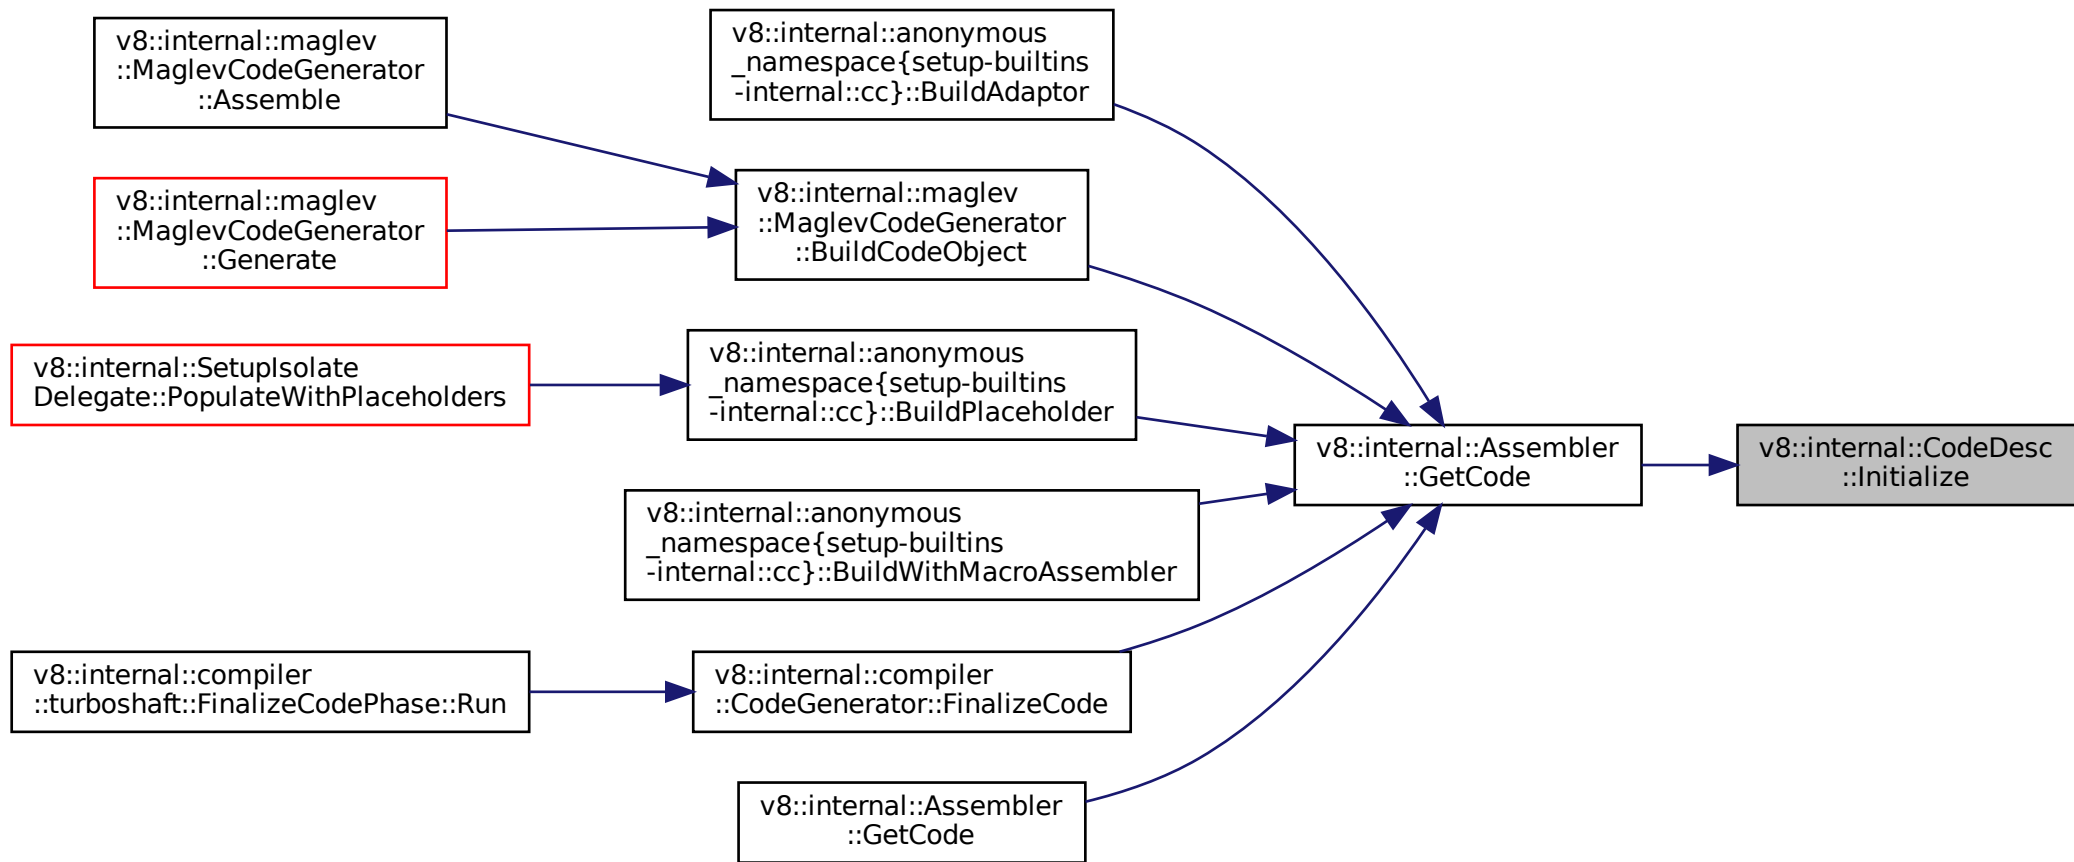 v8::internal::maglev
::MaglevCodeGenerator
::Assemble
v8::internal::anonymous
_namespace{setup-builtins
-internal::cc}::BuildAdaptor
v8::internal::maglev
::MaglevCodeGenerator
::Generate
v8::internal::maglev
::MaglevCodeGenerator
::BuildCodeObject
v8::internal::SetupIsolate
Delegate::PopulateWithPlaceholders
v8::internal::anonymous
_namespace{setup-builtins
-internal::cc}::BuildPlaceholder
v8::internal::Assembler
::GetCode
v8::internal::CodeDesc
::Initialize
v8::internal::anonymous
_namespace{setup-builtins
-internal::cc}::BuildWithMacroAssembler
v8::internal::compiler
::turboshaft::FinalizeCodePhase::Run
v8::internal::compiler
::CodeGenerator::FinalizeCode
v8::internal::Assembler
::GetCode